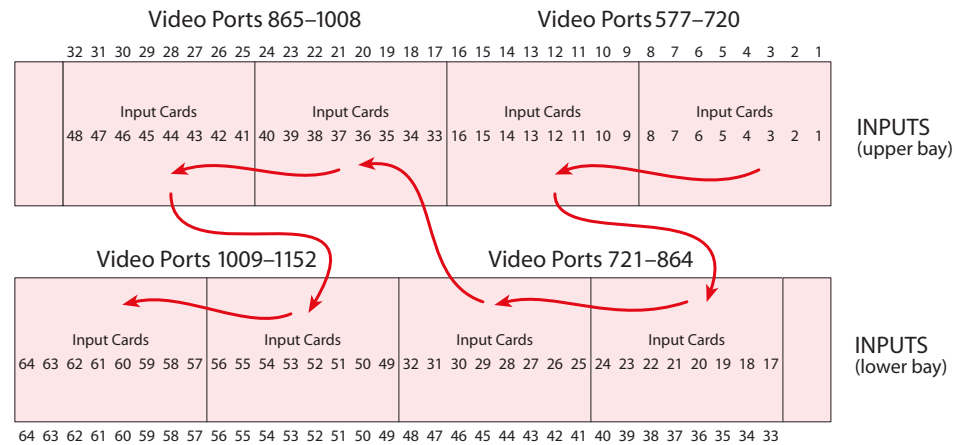 Video Ports 865–1008 Video Ports 577–720
32 31 30 29 28 27 26 25 24 23 22 21 20 19 18 17 16 15 14 13 12 11 10 9 8 7 6 5 4 3 2 1
Input Cards Input Cards Input Cards Input Cards
48 47 46 45 44 43 42 41 40 39 38 37 36 35 34 33 16 15 14 13 12 11 10 9 8 7 6 5 4 3 2 1
INPUTS
(upper bay)
Video Ports 1009–1152 Video Ports 721–864
Input Cards Input Cards Input Cards Input Cards
64 63 62 61 60 59 58 57 56 55 54 53 52 51 50 49 32 31 30 29 28 27 26 25 24 23 22 21 20 19 18 17
INPUTS
(lower bay)
64 63 62 61 60 59 58 57 56 55 54 53 52 51 50 49 48 47 46 45 44 43 42 41 40 39 38 37 36 35 34 33